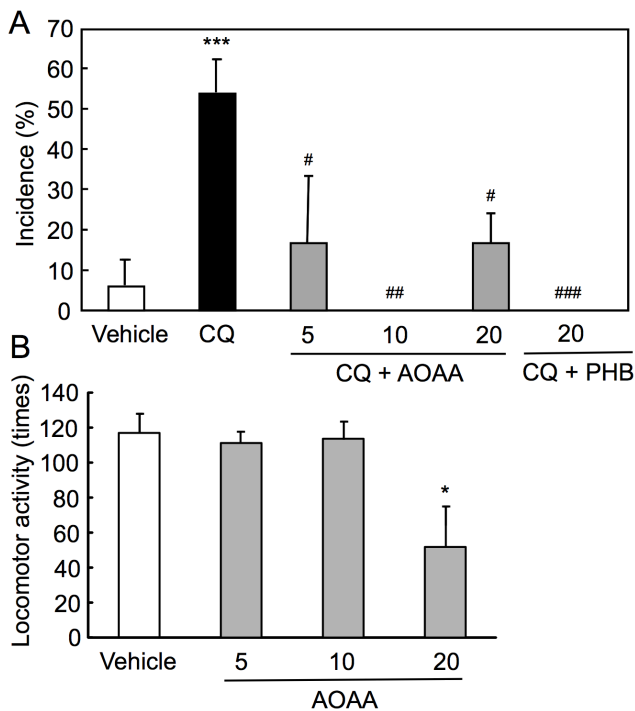 A
Incidence (%)
70
60
50
40
30
20
10
0
***
#
##
#
###
Vehicle CQ 5 10 20 20
CQ + AOAA CQ + PHB
B
Locomotor activity (times)
140
120
100
80
60
40
20
0
*
Vehicle 5 10 20
AOAA